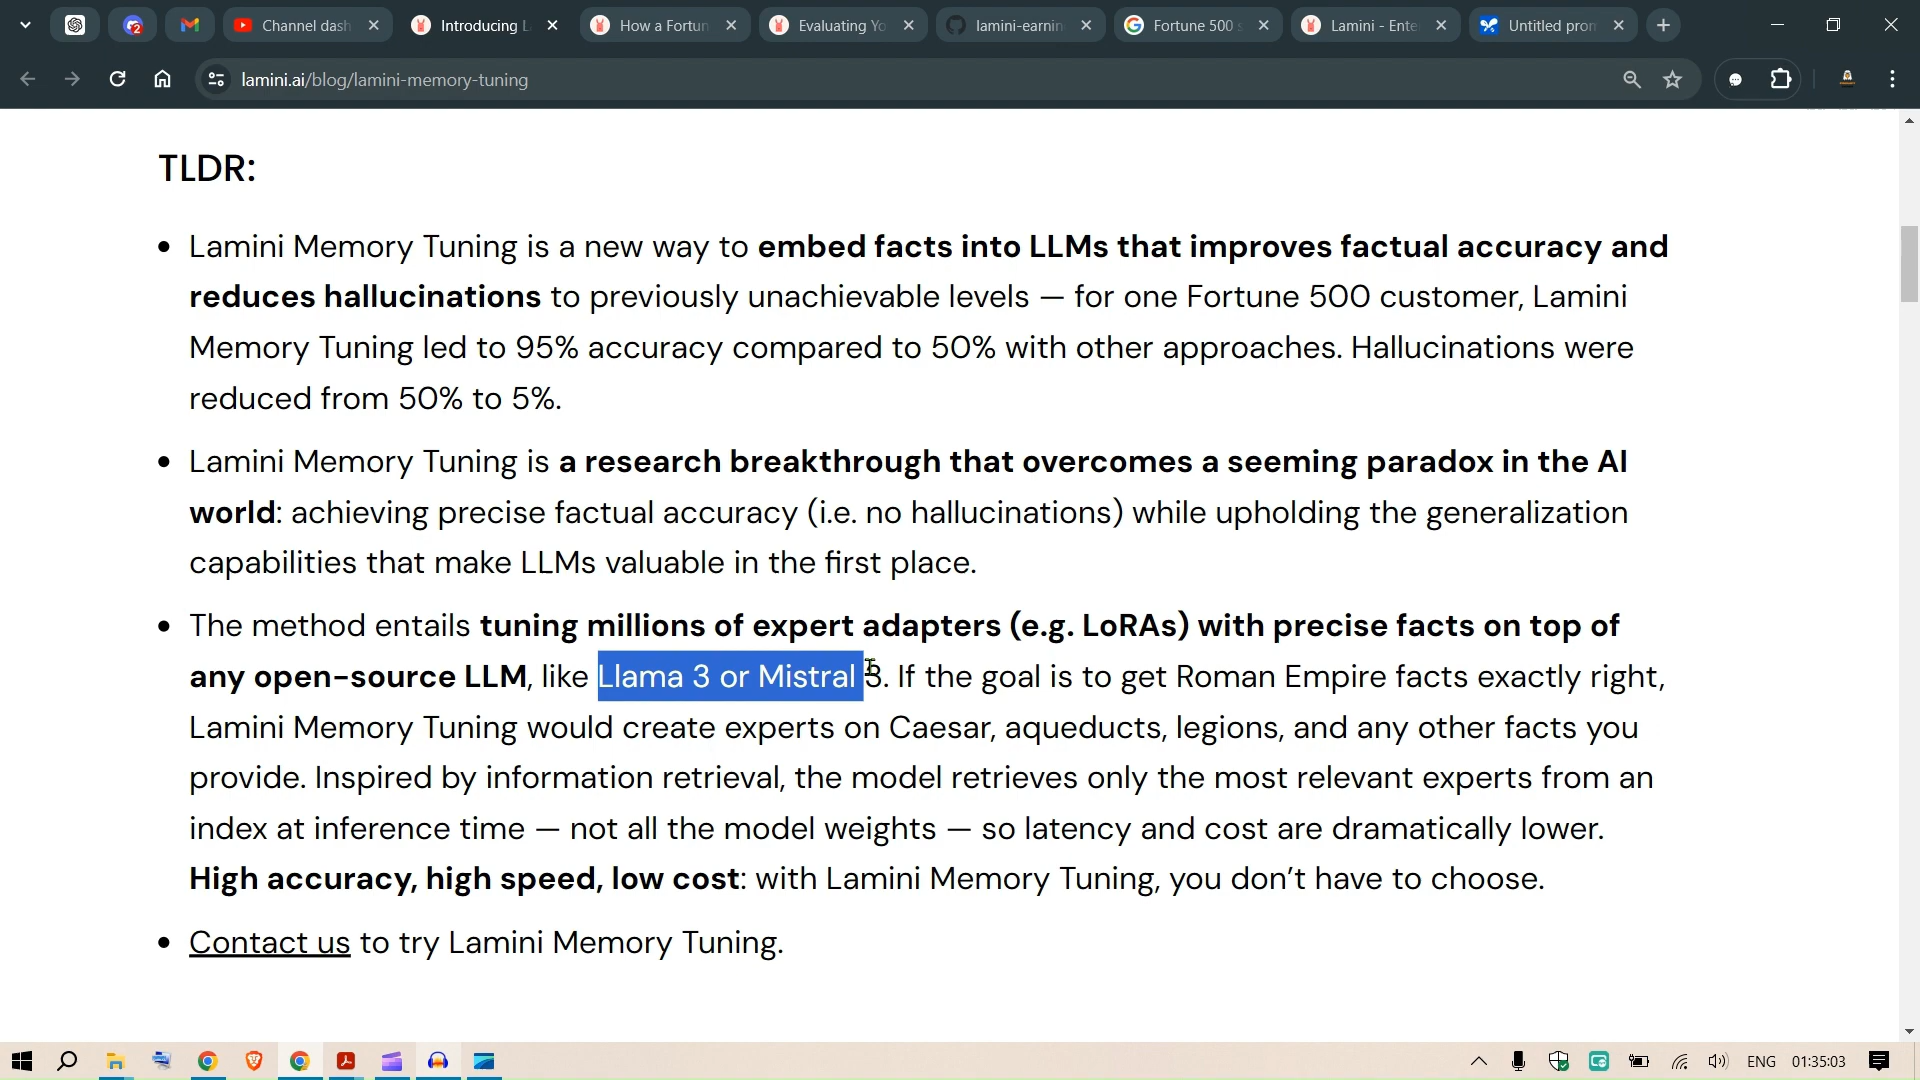 Channel dash
Introducing L
How a Fortun
Evaluating Yo
lamini-earnin
Fortune 500 s
Lamini - Ente
Untitled pron
lamini.ai/blog/lamini-memory-tuning
TLDR:
Lamini Memory Tuning is a new way to embed facts into LLMs that improves factual accuracy and
reduces hallucinations to previously unachievable levels — for one Fortune 500 customer, Lamini
Memory Tuning led to 95% accuracy compared to 50% with other approaches. Hallucinations were
reduced from 50% to 5%.
Lamini Memory Tuning is a research breakthrough that overcomes a seeming paradox in the AI
world: achieving precise factual accuracy (i.e. no hallucinations) while upholding the generalization
capabilities that make LLMs valuable in the first place.
The method entails tuning millions of expert adapters (e.g. LoRAs) with precise facts on top of
any open-source LLM, like Llama 3 or Mistral 3. If the goal is to get Roman Empire facts exactly right,
Lamini Memory Tuning would create experts on Caesar, aqueducts, legions, and any other facts you
provide. Inspired by information retrieval, the model retrieves only the most relevant experts from an
index at inference time — not all the model weights — so latency and cost are dramatically lower.
High accuracy, high speed, low cost: with Lamini Memory Tuning, you don't have to choose.
Contact us to try Lamini Memory Tuning.
ENG 01:35:03